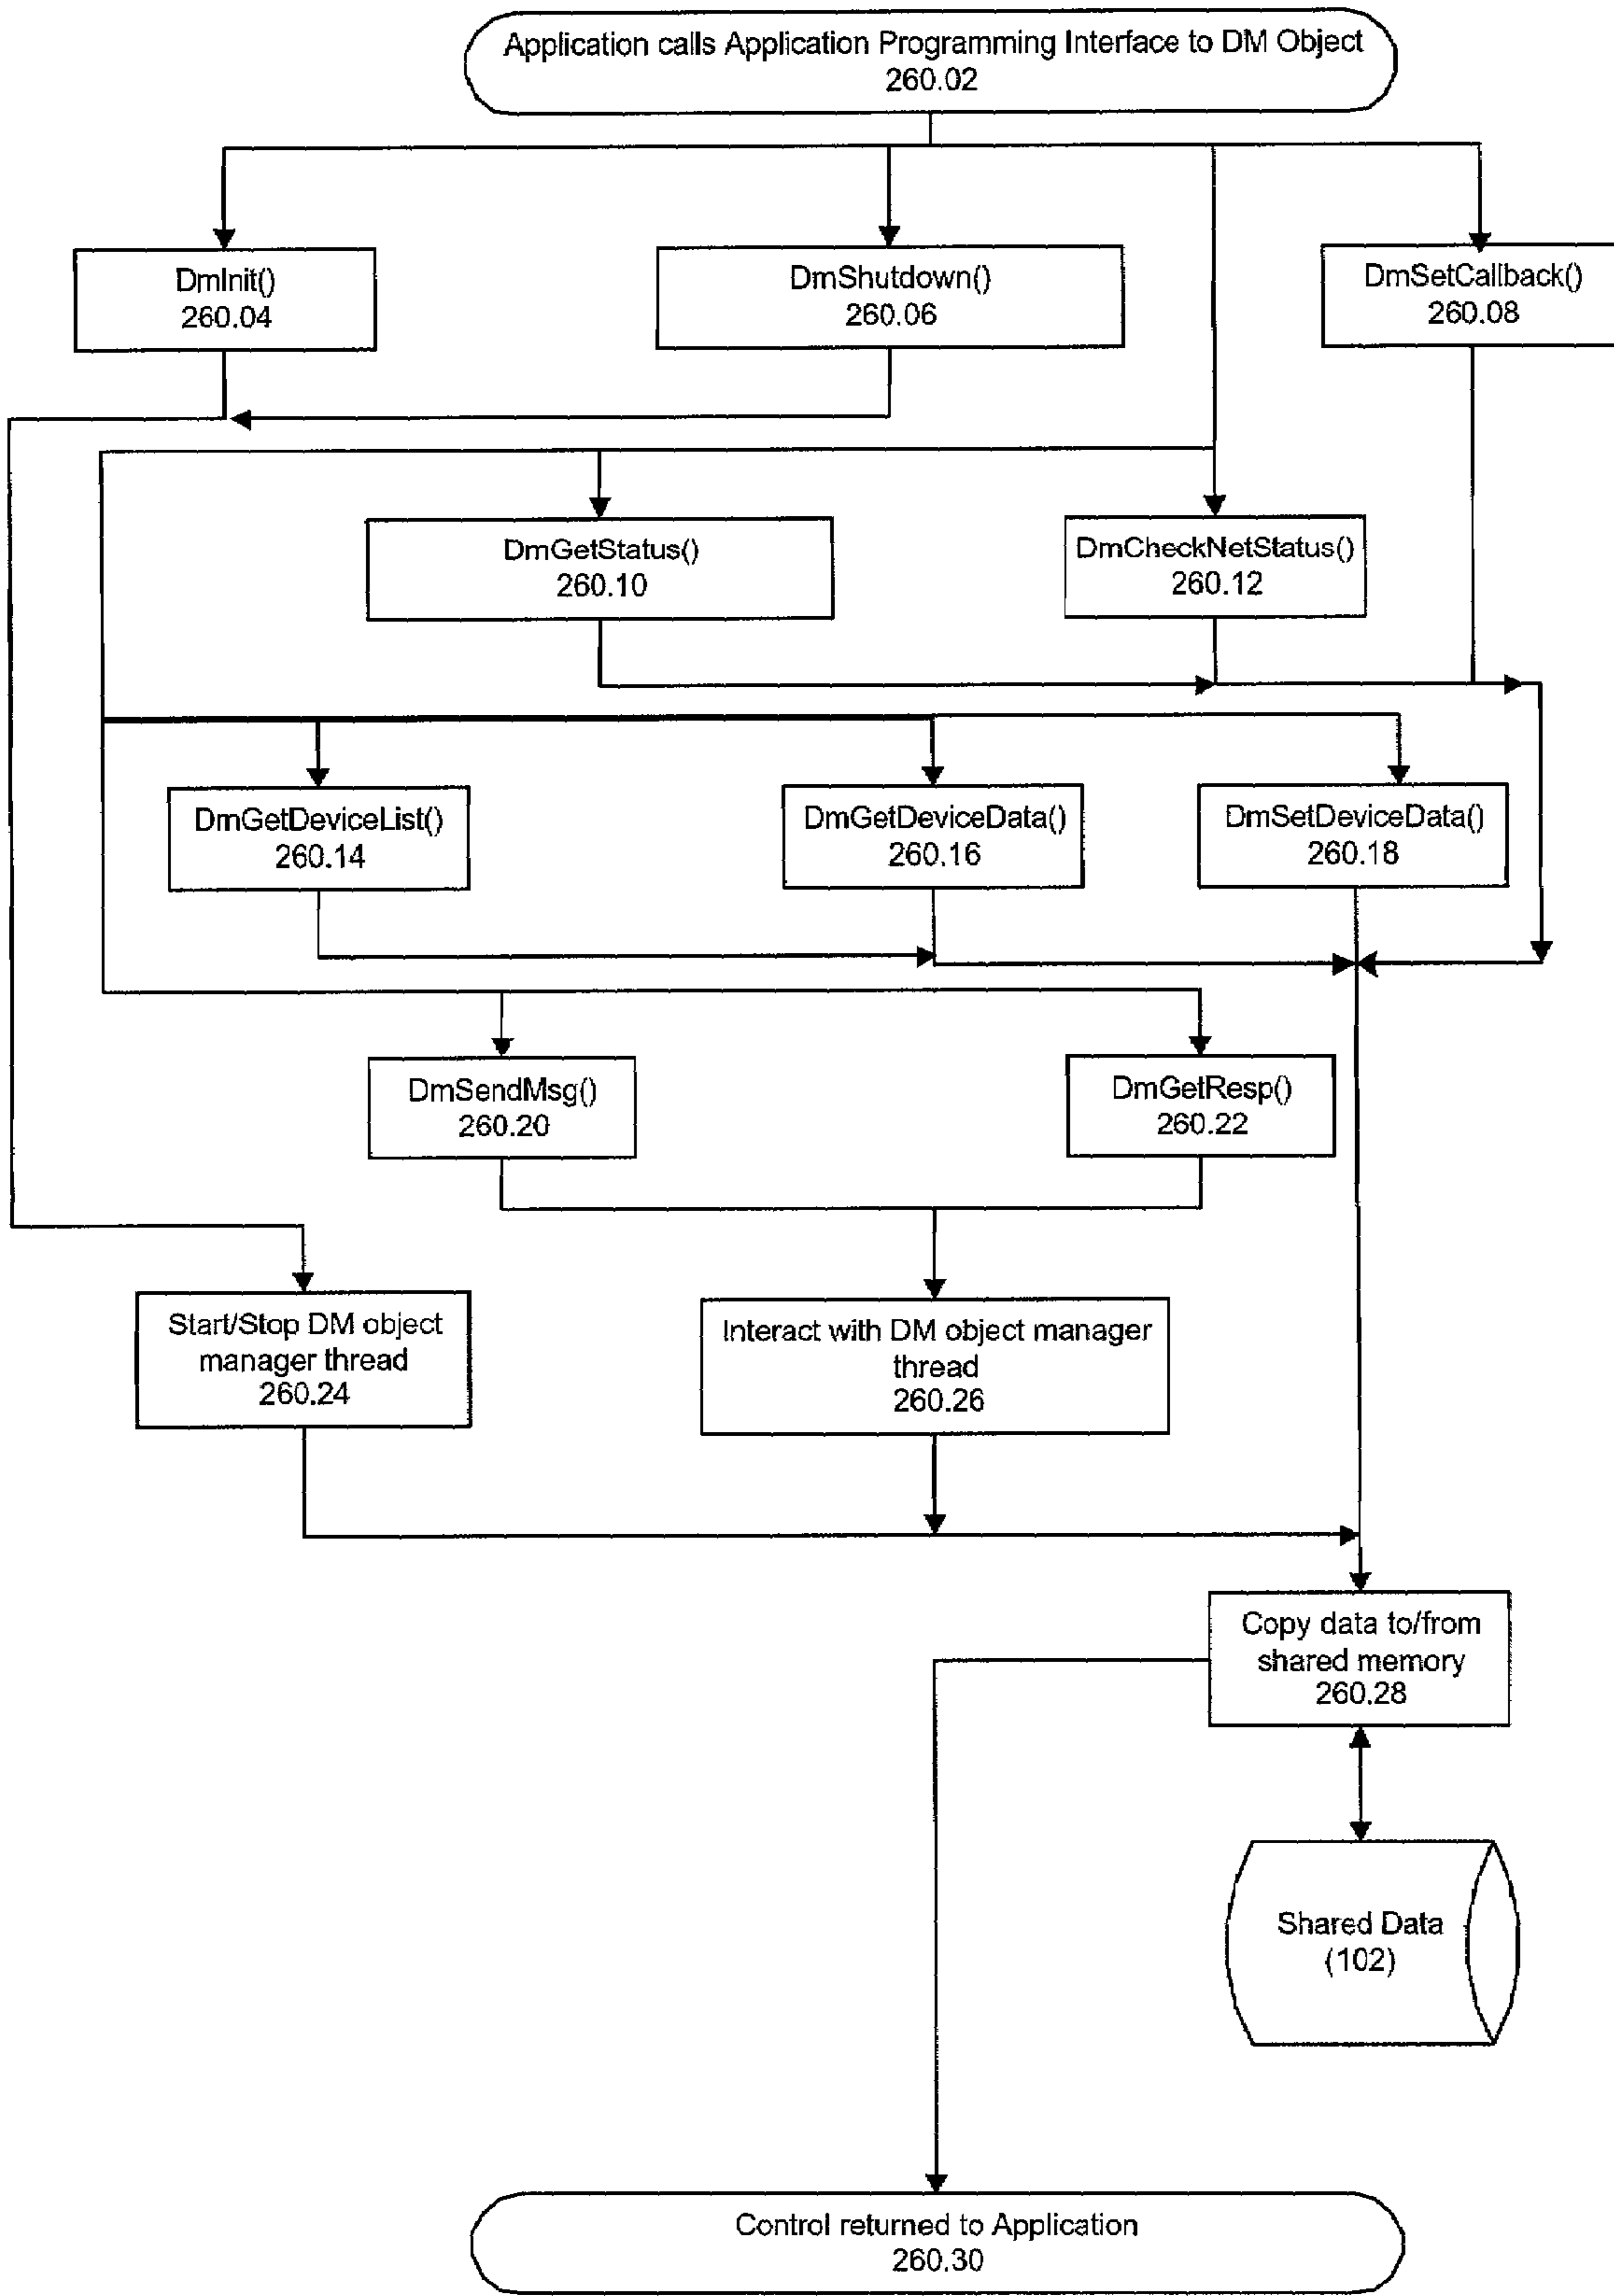 Application calls Application Programming Interface to DM Object
260.02
DmInit()
260.04
DmShutdown()
260.06
DmSetCallback()
260.08
DmGetStatus()
260.10
DmCheckNetStatus()
260.12
DmGetDeviceList()
260.14
DmGetDeviceData()
260.16
DmSetDeviceData()
260.18
DmSendMsg()
260.20
DmGetResp()
260.22
Start/Stop DM object
manager thread
260.24
Interact with DM object manager
thread
260.26
Copy data to/from
shared memory
260.28
Shared Data
(102)
Control returned to Application
260.30